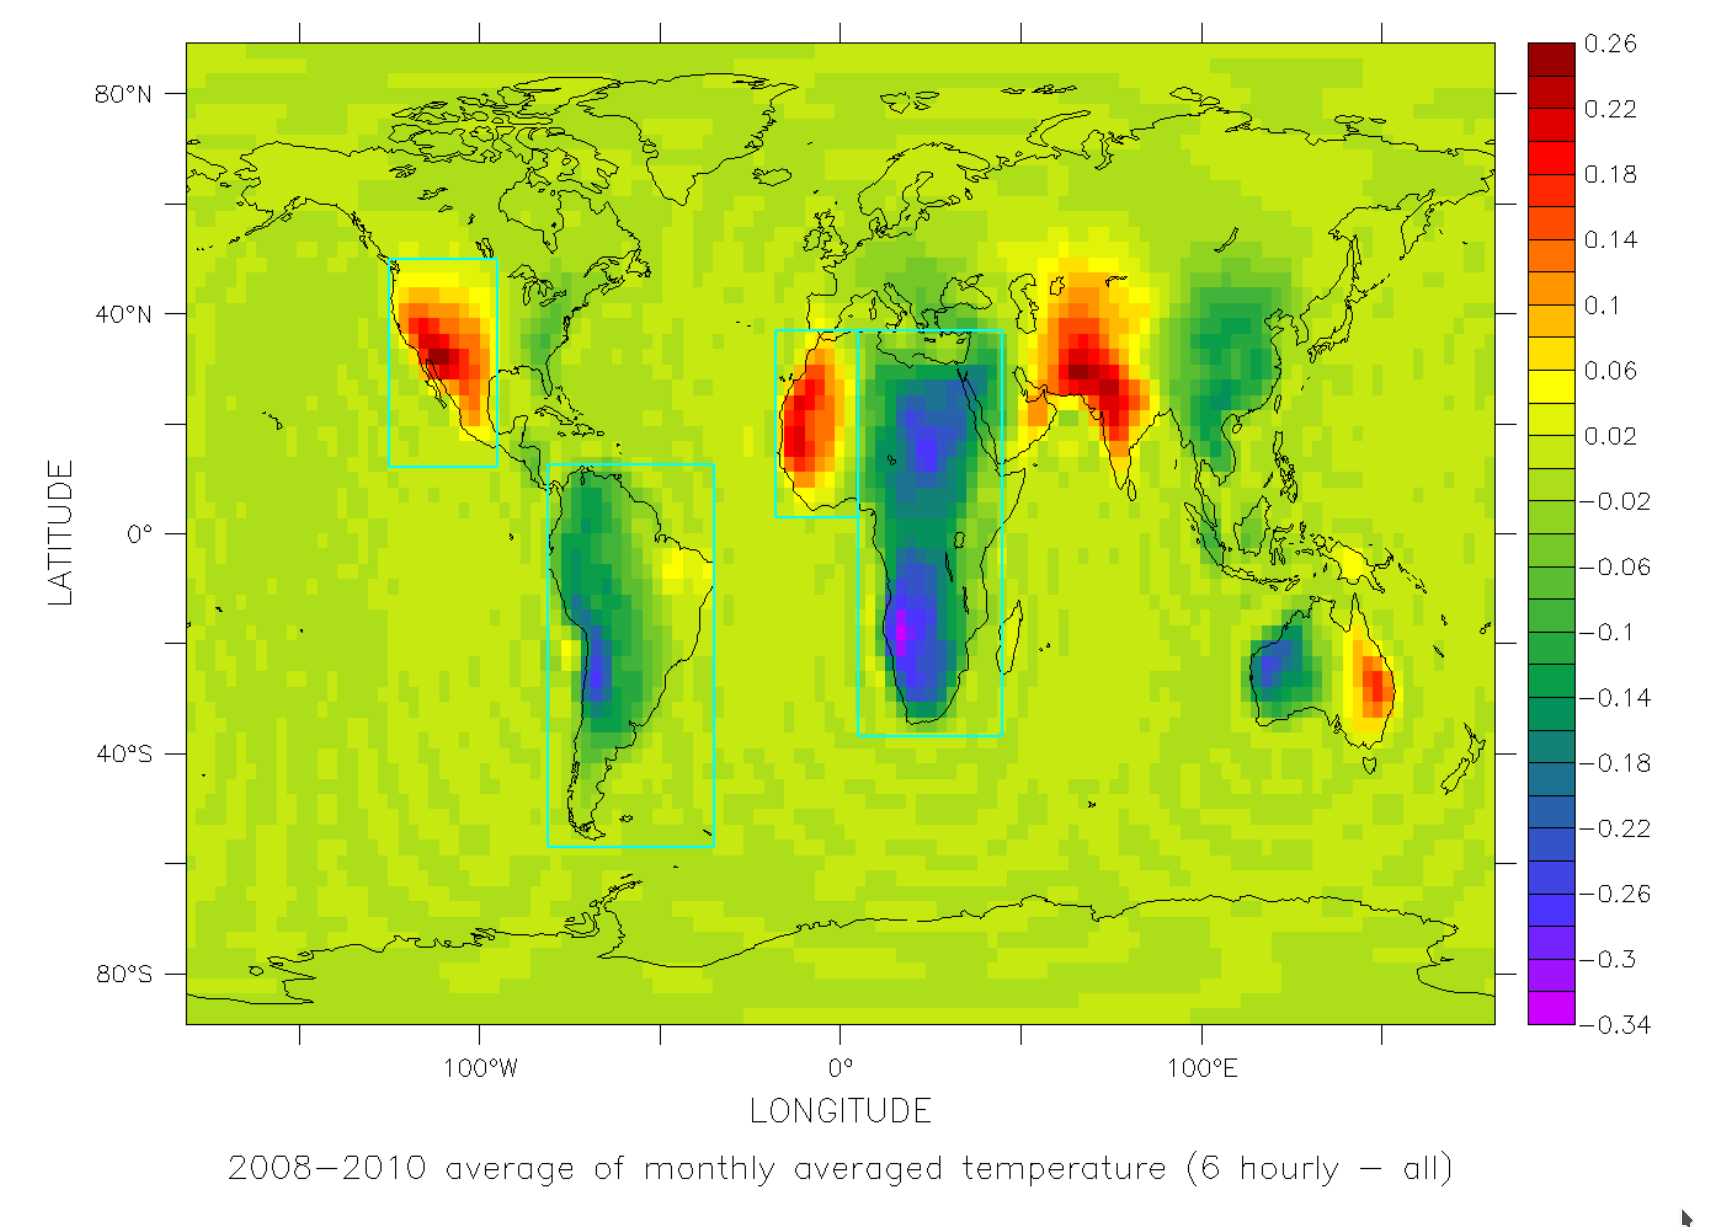 80°N
40°N
0°
40°S
80°S
LATITUDE
100°W
0°
100°E
LONGITUDE
0.26
0.22
0.18
0.14
0.1
0.06
0.02
−0.02
−0.06
−0.1
−0.14
−0.18
−0.22
−0.26
−0.3
−0.34
2008−2010 average of monthly averaged temperature (6 hourly − all)